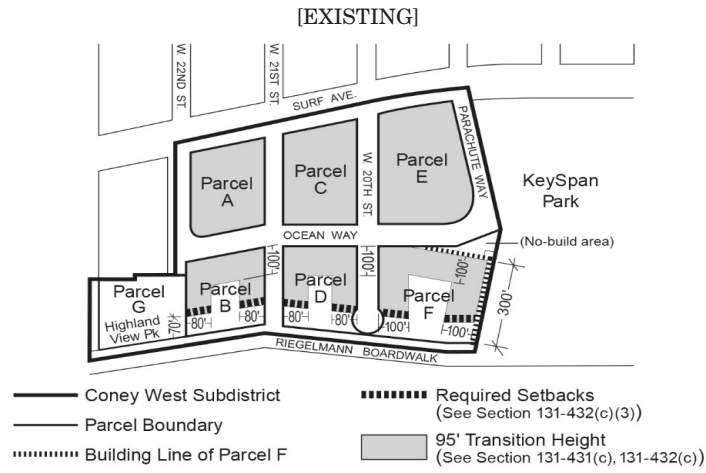 [EXISTING]
W. 22ND ST.
W. 21ST ST.
SURF AVE.
PARACHUTE WAY
Parcel
A
Parcel
C
W. 20TH ST.
Parcel
E
KeySpan
Park
OCEAN WAY
(No-build area)
100'
100'
100'
300'
Parcel
G
Highland
View Pk
70'
Parcel
B
80'
80'
Parcel
D
80'
80'
Parcel
F
100'
100'
RIEGELMANN BOARDWALK
Coney West Subdistrict
Parcel Boundary
Building Line of Parcel F
Required Setbacks
(See Section 131-432(c)(3))
95' Transition Height
(See Section 131-431(c), 131-432(c))